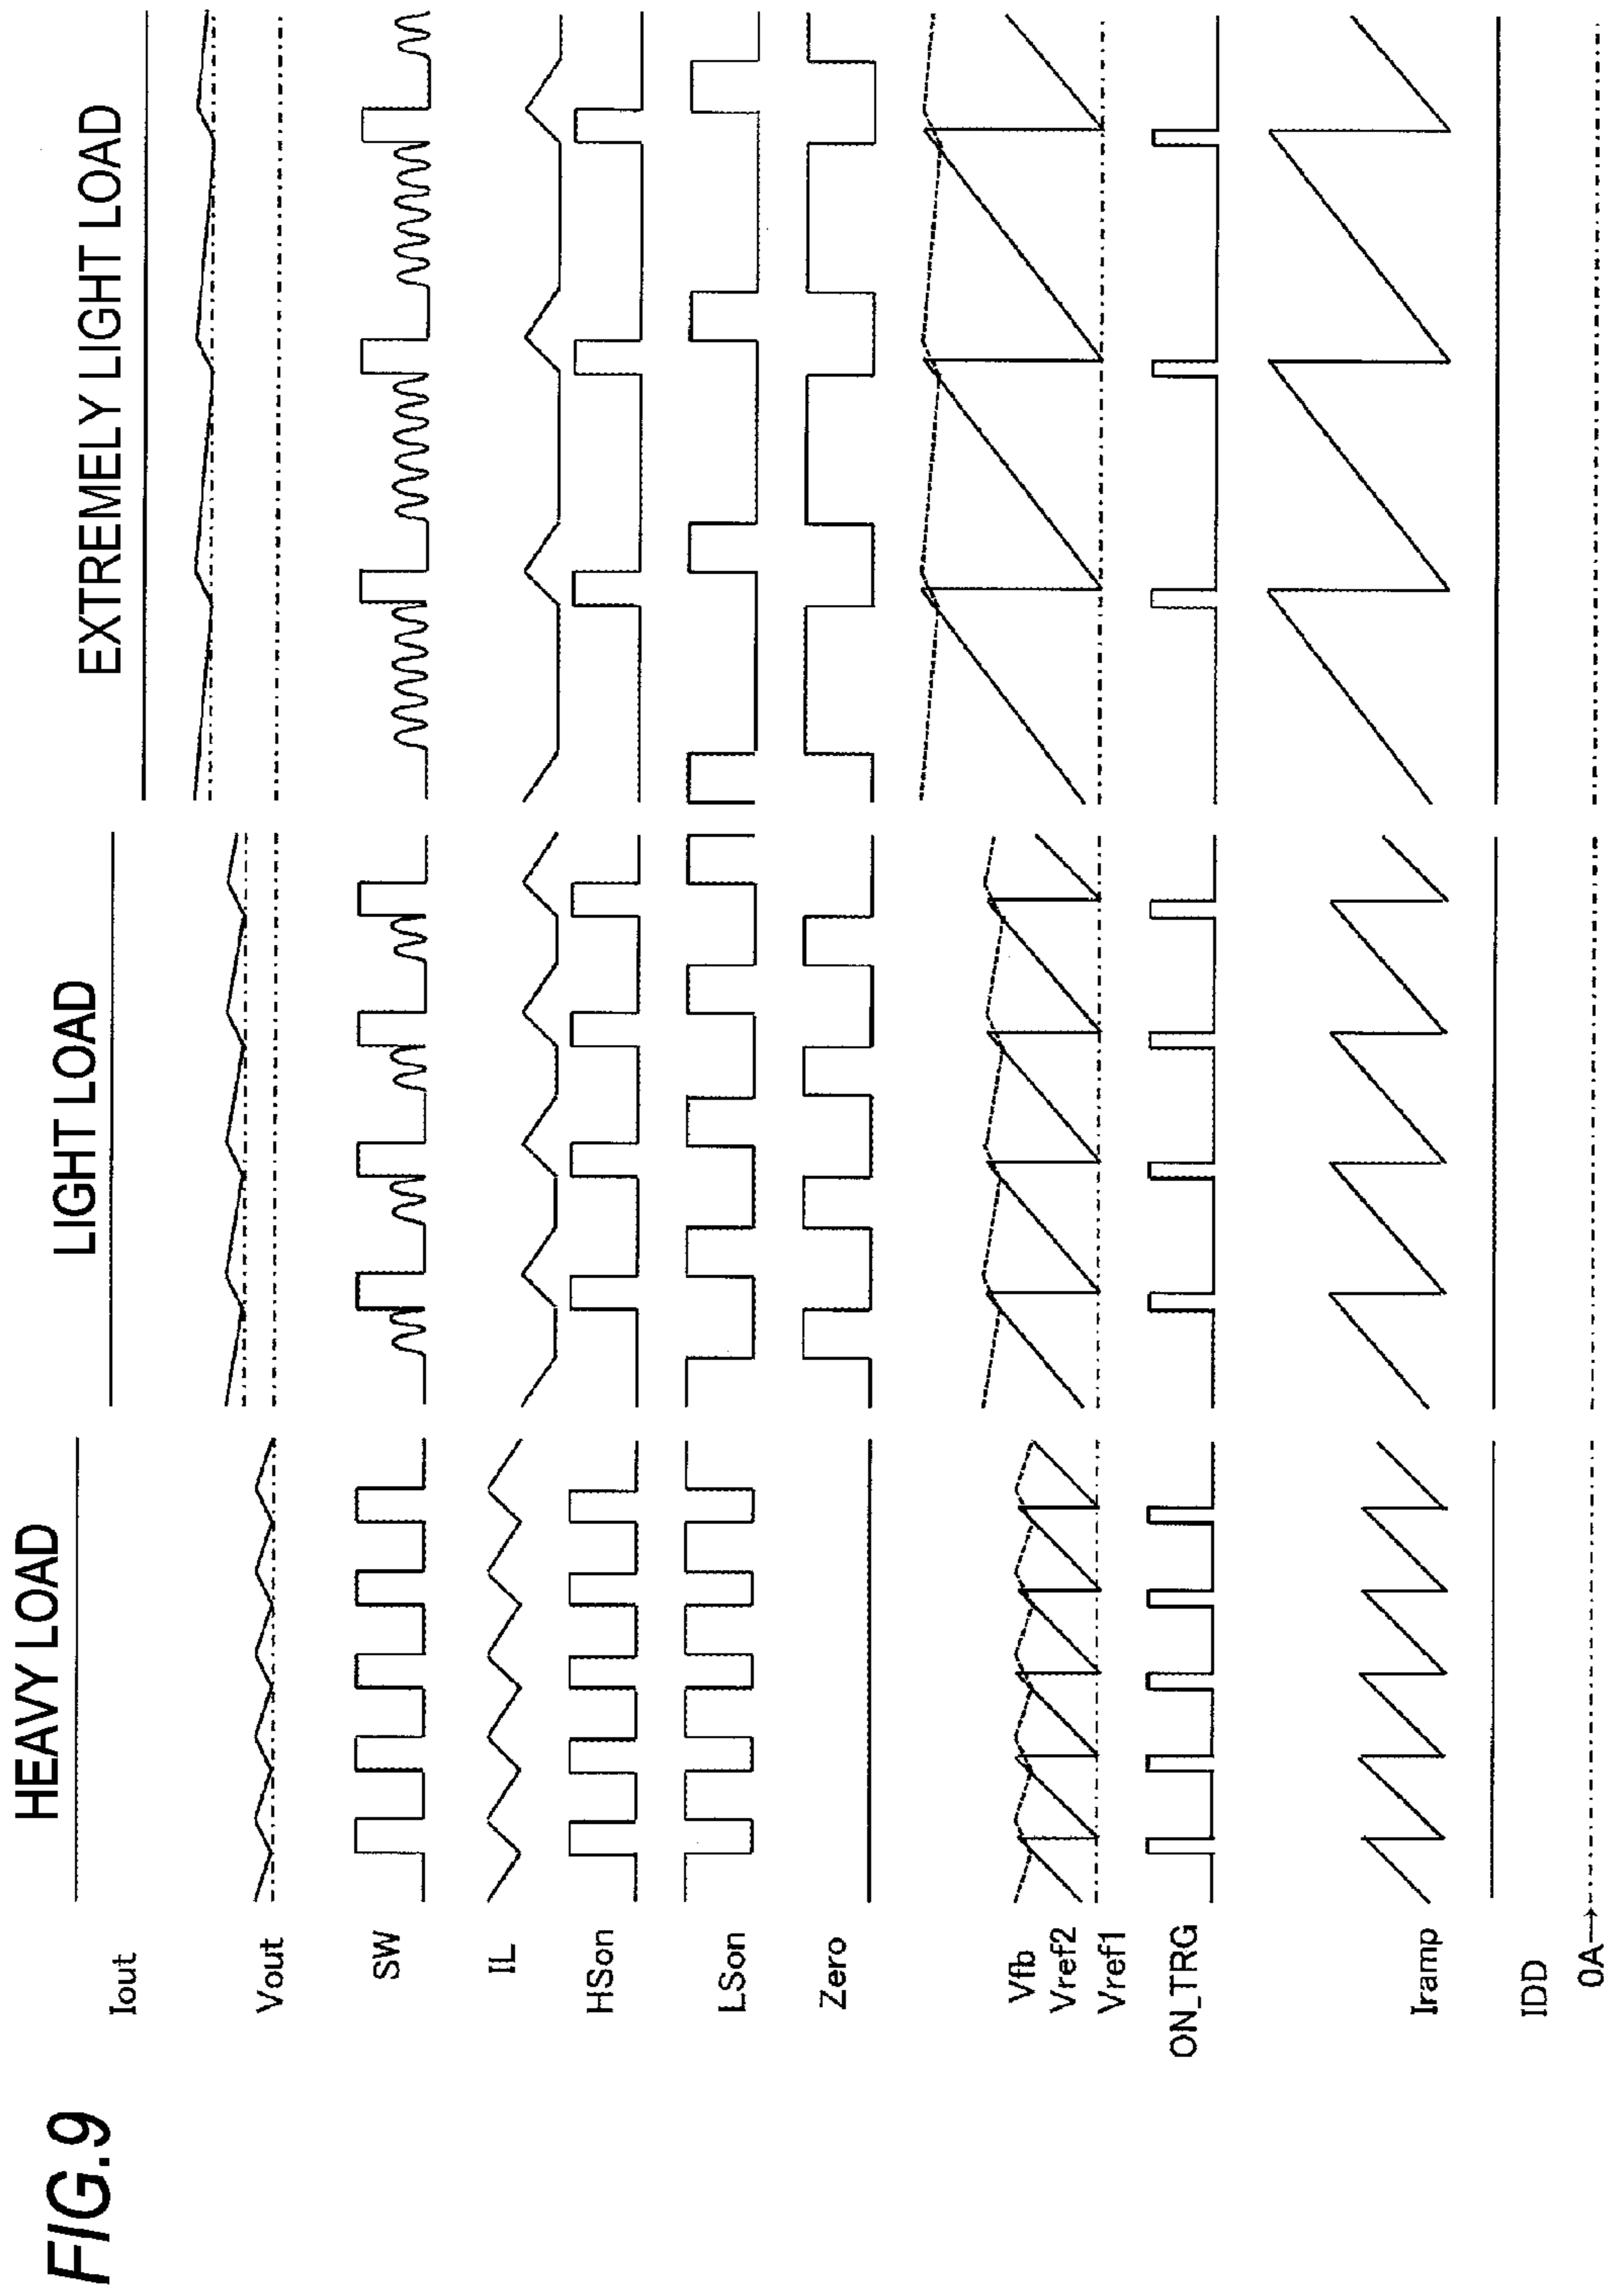 FIG.9
HEAVY LOAD
LIGHT LOAD
EXTREMELY LIGHT LOAD
Iout
Vout
SW
IL
HSon
LSon
Zero
Vfb
Vref2
Vref1
ON_TRG
Iramp
IDD
0A→